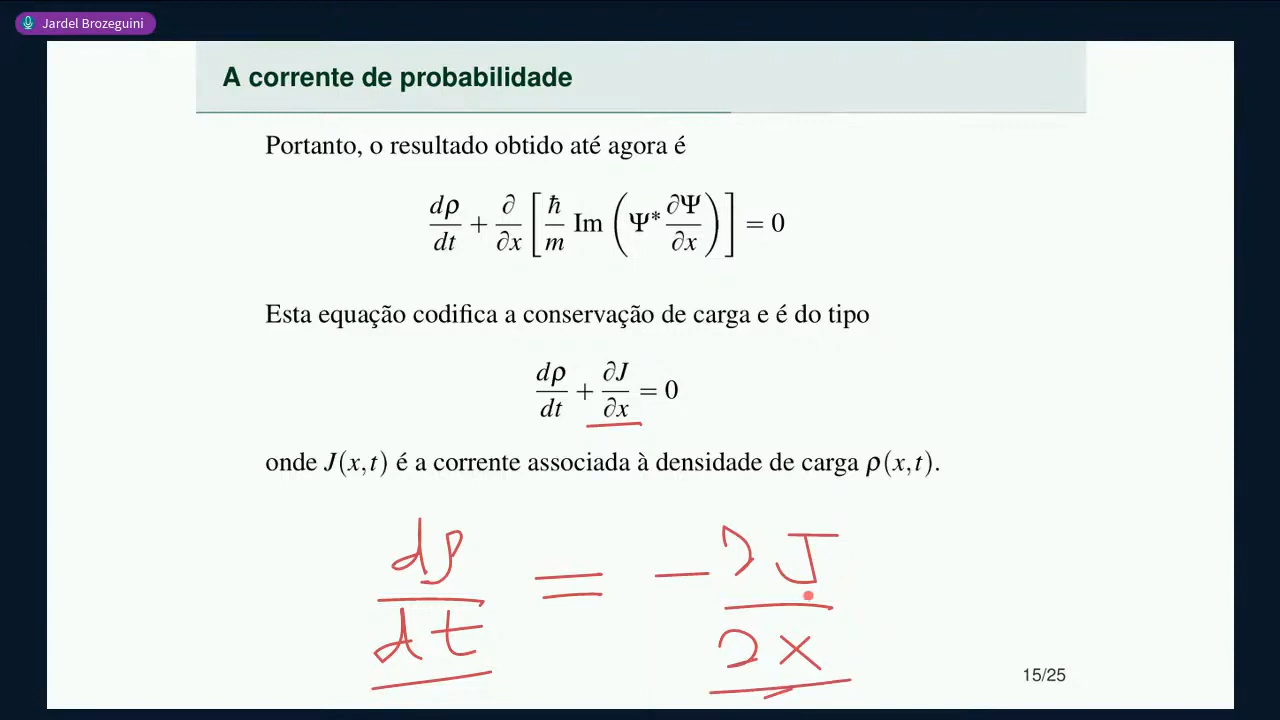 Jardel Brozeguini
A corrente de probabilidade
Portanto, o resultado obtido até agora é
dρ/dt + ∂/∂x [ħ/m Im (Ψ* ∂Ψ/∂x)] = 0
Esta equação codifica a conservação de carga e é do tipo
dρ/dt + ∂J/∂x = 0
onde J(x,t) é a corrente associada à densidade de carga ρ(x,t).
dρ/dt = − ∂J/∂x
15/25